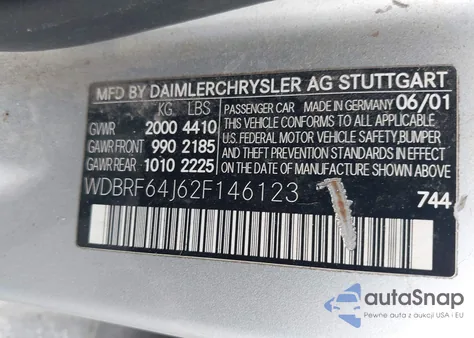 MFD BY DAIMLERCHRYSLER AG STUTTGART
KG LBS
GVWR 2000 4410
GAWR FRONT 990 2185
GAWR REAR 1010 2225
PASSENGER CAR MADE IN GERMANY 06/01
THIS VEHICLE CONFORMS TO ALL APPLICABLE
U.S. FEDERAL MOTOR VEHICLE SAFETY, BUMPER
AND THEFT PREVENTION STANDARDS IN EFFECT
ON THE DATE OF MANUFACTURE SHOWN ABOVE.
WDBRF64J62F146123
744
autoSnap
Pewne auta z aukcji USA i EU